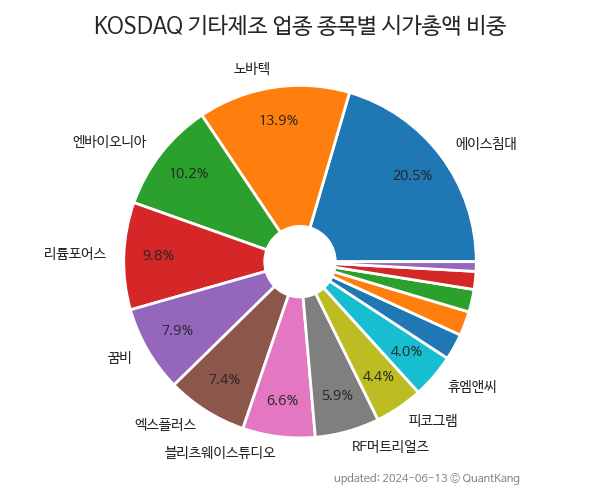 KOSDAQ 기타제조 업종 종목별 시가총액 비중
노바텍
13.9%
에이스침대
20.5%
엔바이오니아
10.2%
리튬포어스
9.8%
꿈비
7.9%
엑스플러스
7.4%
블리츠웨이스튜디오
6.6%
RF머트리얼즈
5.9%
피코그램
4.4%
휴엠앤씨
4.0%
updated: 2024-06-13 © QuantKang